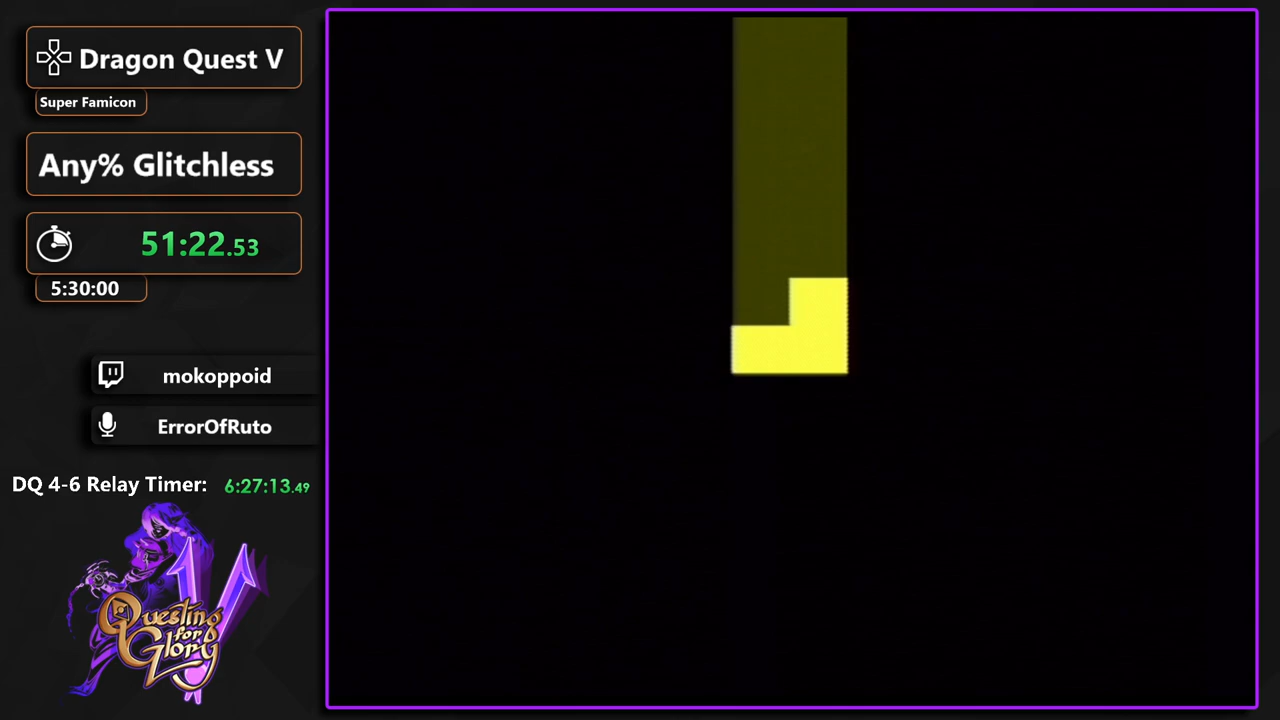 Dragon Quest V
Super Famicon
Any% Glitchless
51:22.53
5:30:00
mokoppoid
ErrorOfRuto
DQ 4-6 Relay Timer: 6:27:13.49
V
Questing
for
Glory